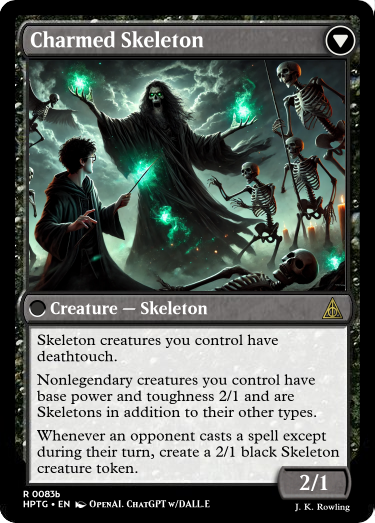 Charmed Skeleton
Creature — Skeleton
Skeleton creatures you control have
deathtouch.
Nonlegendary creatures you control have
base power and toughness 2/1 and are
Skeletons in addition to their other types.
Whenever an opponent casts a spell except
during their turn, create a 2/1 black Skeleton
creature token.
2/1
R 0083b
HPTG • EN OpenAI. ChatGPT w/DALL.E
J. K. Rowling